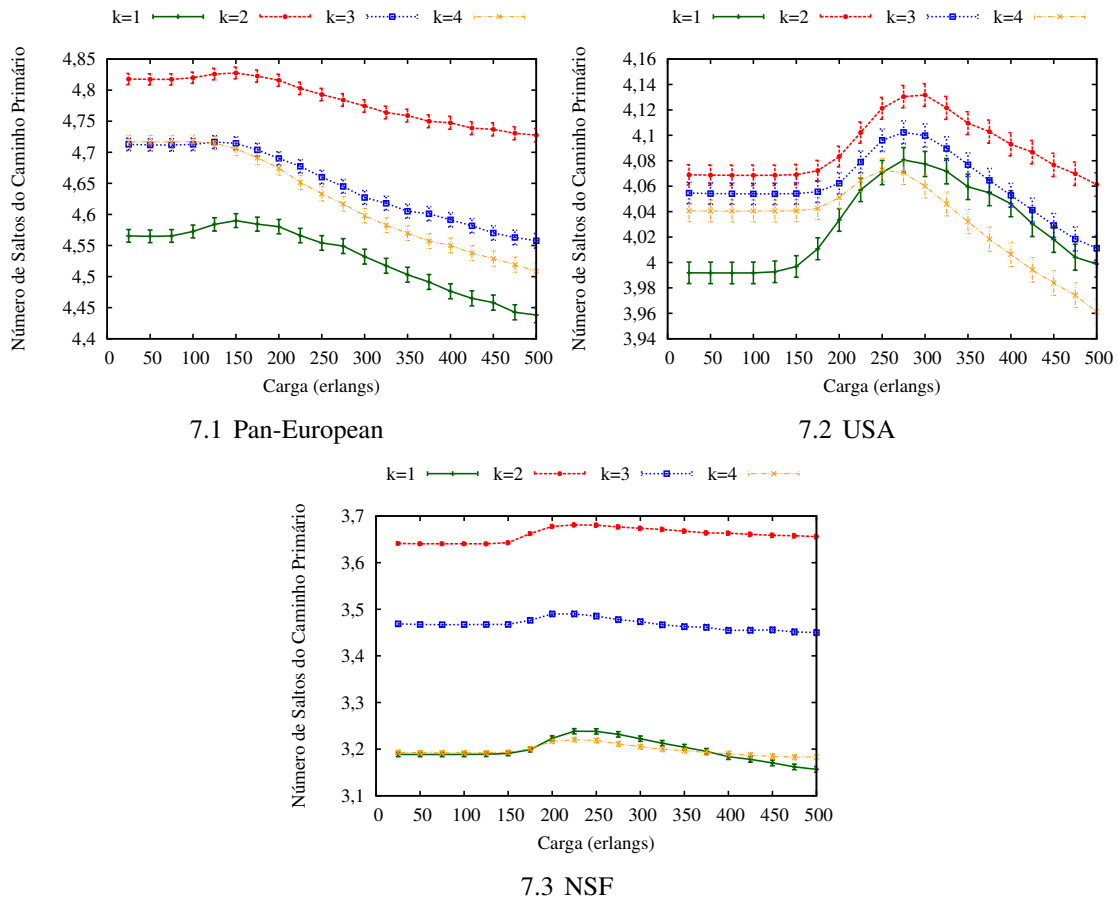 k=1 k=2 k=3 k=4
Número de Saltos do Caminho Primário
4,85
4,8
4,75
4,7
4,65
4,6
4,55
4,5
4,45
4,4
0 50 100 150 200 250 300 350 400 450 500
Carga (erlangs)
7.1 Pan-European
k=1 k=2 k=3 k=4
Número de Saltos do Caminho Primário
4,16
4,14
4,12
4,10
4,08
4,06
4,04
4,02
4
3,98
3,96
3,94
0 50 100 150 200 250 300 350 400 450 500
Carga (erlangs)
7.2 USA
k=1 k=2 k=3 k=4
Número de Saltos do Caminho Primário
3,7
3,6
3,5
3,4
3,3
3,2
3,1
0 50 100 150 200 250 300 350 400 450 500
Carga (erlangs)
7.3 NSF